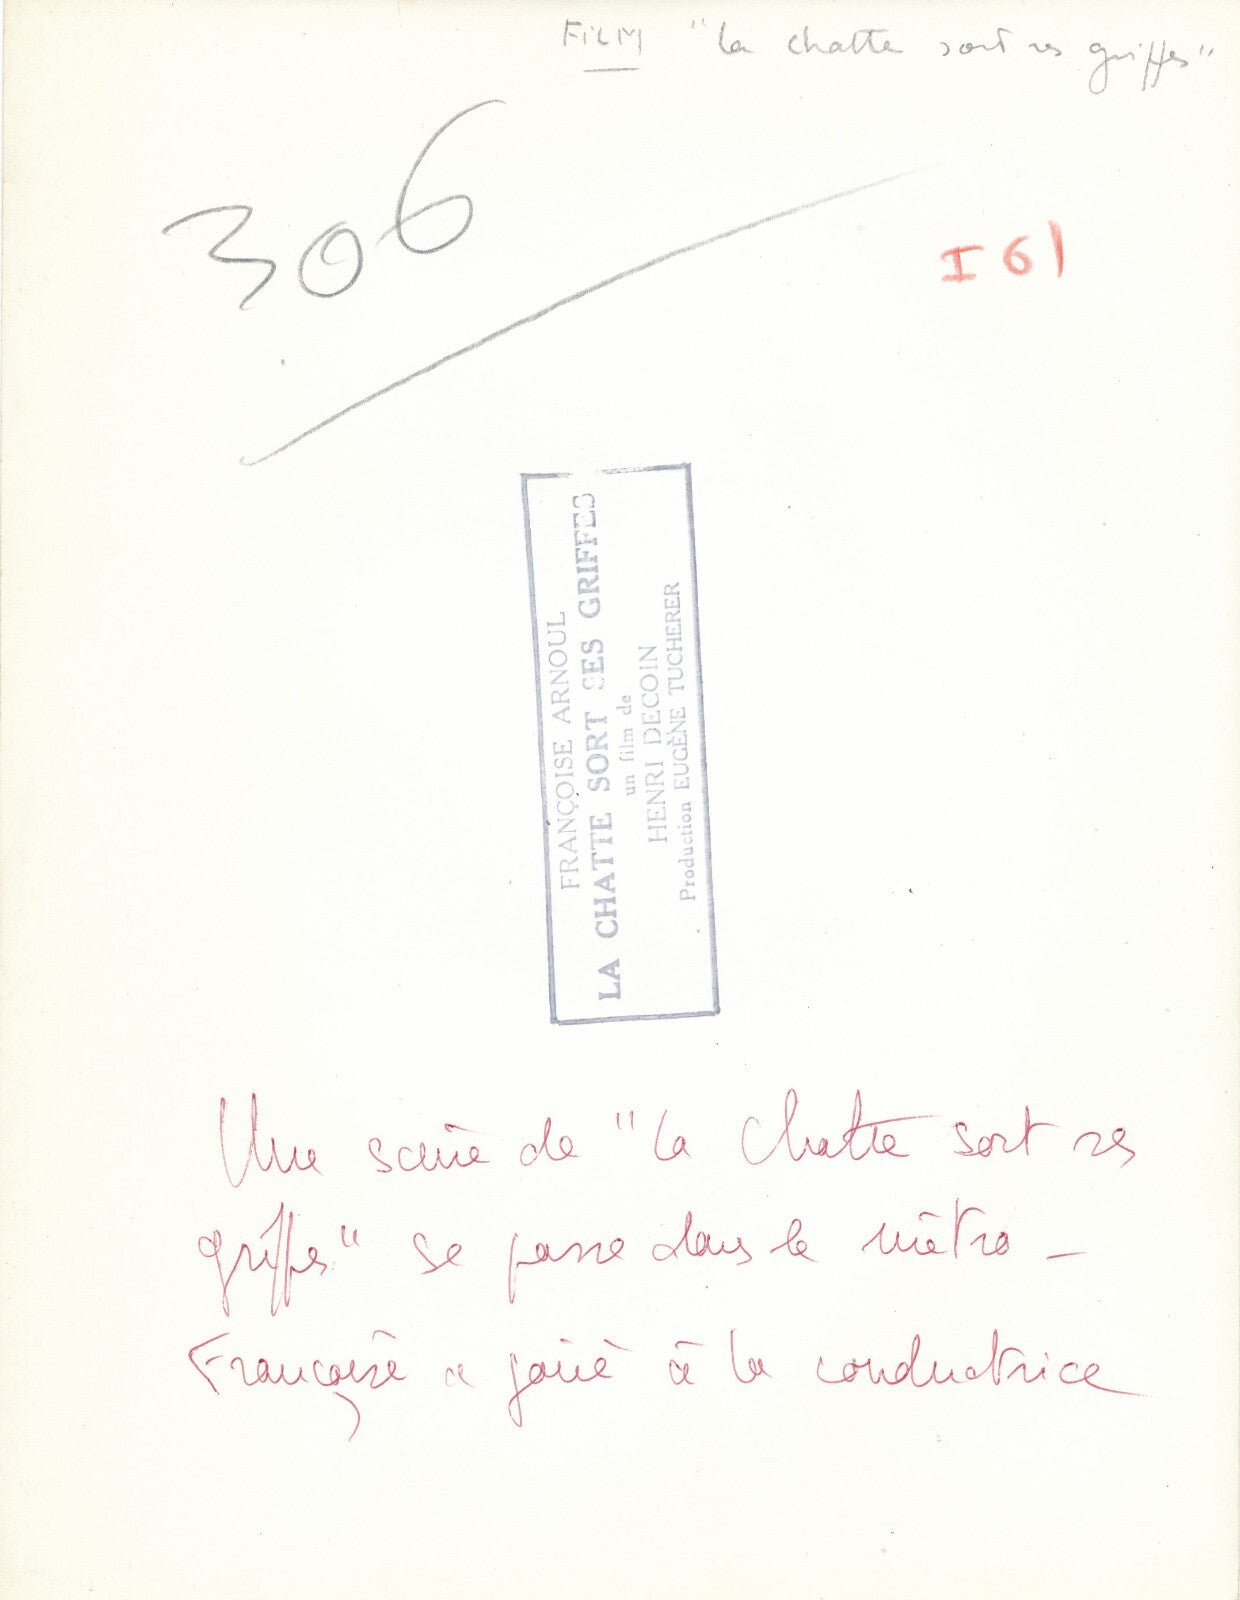 FILM "la chatte sort ses griffes"
306
I 61
FRANÇOISE ARNOUL
LA CHATTE SORT SES GRIFFES
un film de
HENRI DECOIN
Production EUGÈNE TUCHERER
Une scène de "la Chatte sort ses
griffes" se passe dans le mètro -
Françoise a joué à la conductrice